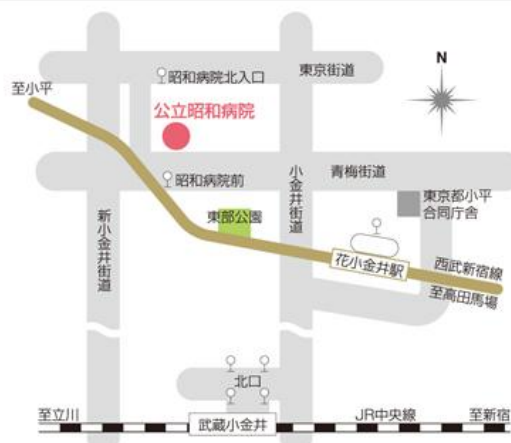 昭和病院北入口
東京街道
N
至小平
公立昭和病院
青梅街道
昭和病院前
小金井街道
東京都小平
合同庁舎
新小金井街道
東部公園
花小金井駅
西武新宿線
至高田馬場
北口
至立川
武蔵小金井
JR中央線
至新宿